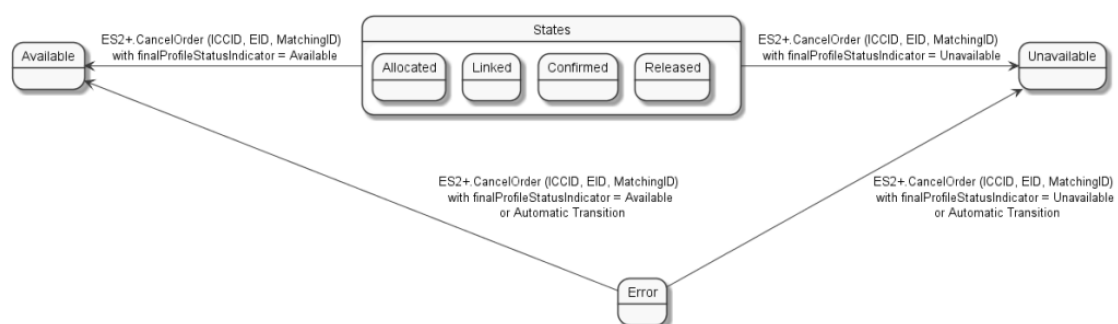 States
ES2+.CancelOrder (ICCID, EID, MatchingID)
with finalProfileStatusIndicator = Available
ES2+.CancelOrder (ICCID, EID, MatchingID)
with finalProfileStatusIndicator = Unavailable
Available
Allocated
Linked
Confirmed
Released
Unavailable
ES2+.CancelOrder (ICCID, EID, MatchingID)
with finalProfileStatusIndicator = Available
or Automatic Transition
ES2+.CancelOrder (ICCID, EID, MatchingID)
with finalProfileStatusIndicator = Unavailable
or Automatic Transition
Error